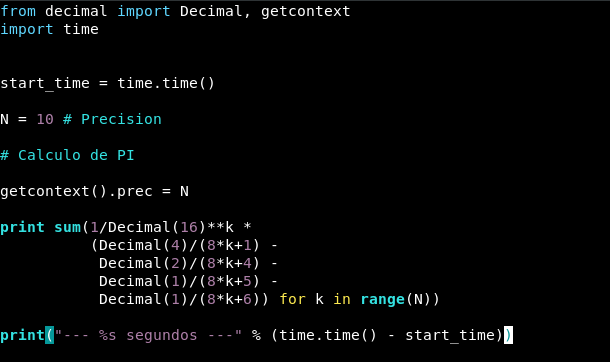 from decimal import Decimal, getcontext
import time
start_time = time.time()
N = 10 # Precision
# Calculo de PI
getcontext().prec = N
print sum(1/Decimal(16)**k *
(Decimal(4)/(8*k+1) -
Decimal(2)/(8*k+4) -
Decimal(1)/(8*k+5) -
Decimal(1)/(8*k+6)) for k in range(N))
print("--- %s segundos ---" % (time.time() - start_time))